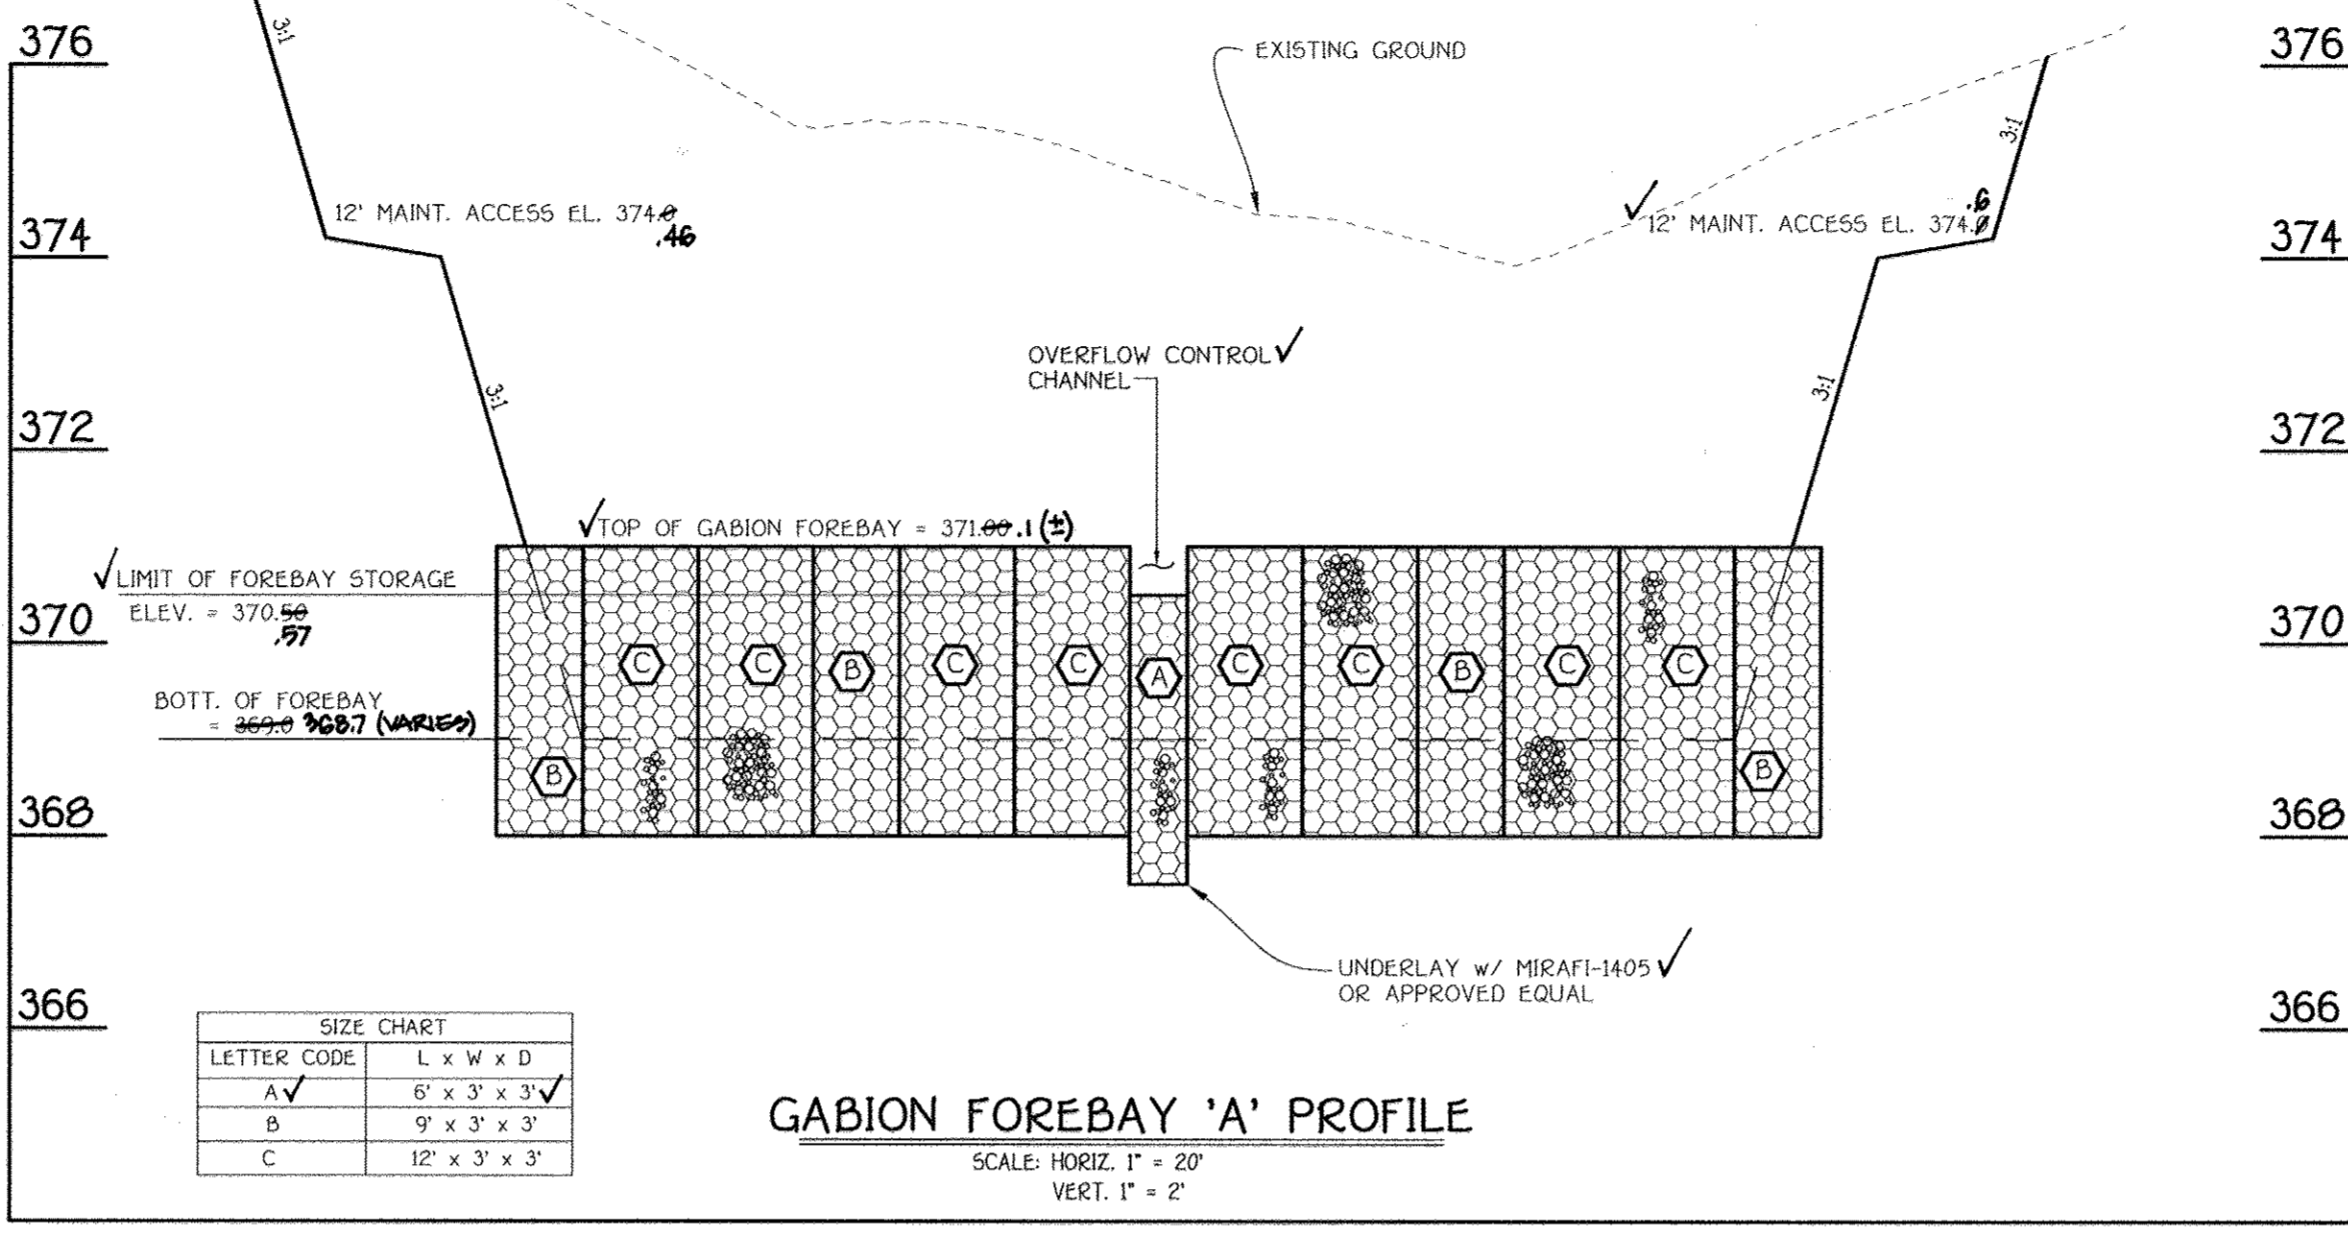 3:1
376
EXISTING GROUND
376
3:1
12' MAINT. ACCESS EL. 374.0
.46
.6
12' MAINT. ACCESS EL. 374.0
374
374
3:1
3:1
OVERFLOW CONTROL ✓
CHANNEL
372
372
✓ TOP OF GABION FOREBAY = 371.00 .1 (±)
✓ LIMIT OF FOREBAY STORAGE
ELEV. = 370.50
.57
370
370
C C B C C A C C B C C
BOTT. OF FOREBAY
= 369.0 368.7 (VARIES)
B B
368
368
UNDERLAY w/ MIRAFI-1405 ✓
OR APPROVED EQUAL
366
366
SIZE CHART
LETTER CODE L x W x D
A ✓ 6' x 3' x 3' ✓
B 9' x 3' x 3'
C 12' x 3' x 3'
GABION FOREBAY 'A' PROFILE
SCALE: HORIZ. 1" = 20'
VERT. 1" = 2'